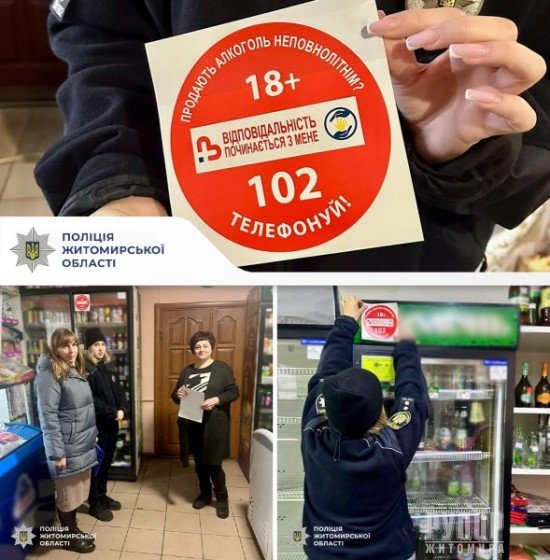 ПРОДАЮТЬ АЛКОГОЛЬ НЕПОВНОЛІТНІМ?
18+
ВІДПОВІДАЛЬНІСТЬ
ПОЧИНАЄТЬСЯ З МЕНЕ
102
ТЕЛЕФОНУЙ!
ПОЛІЦІЯ
ЖИТОМИРСЬКОЇ
ОБЛАСТІ
18+
ПОЛІЦІЯ
ЖИТОМИРСЬКОЇ
ОБЛАСТІ
ПОЛІЦІЯ
ЖИТОМИРСЬКОЇ
ОБЛАСТІ
ЖИТОМИРА